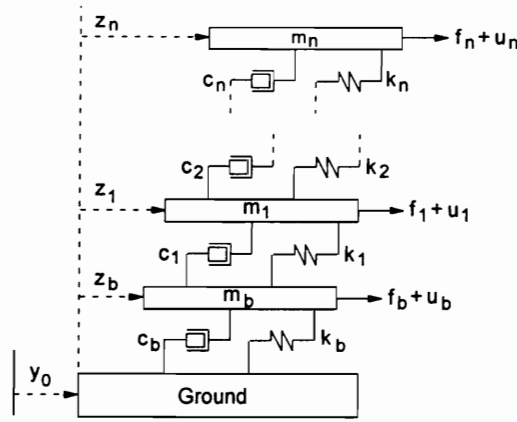 z_n m_n f_n + u_n
c_n k_n
c_2 k_2
z_1 m_1 f_1 + u_1
c_1 k_1
z_b m_b f_b + u_b
c_b k_b
y_0 Ground